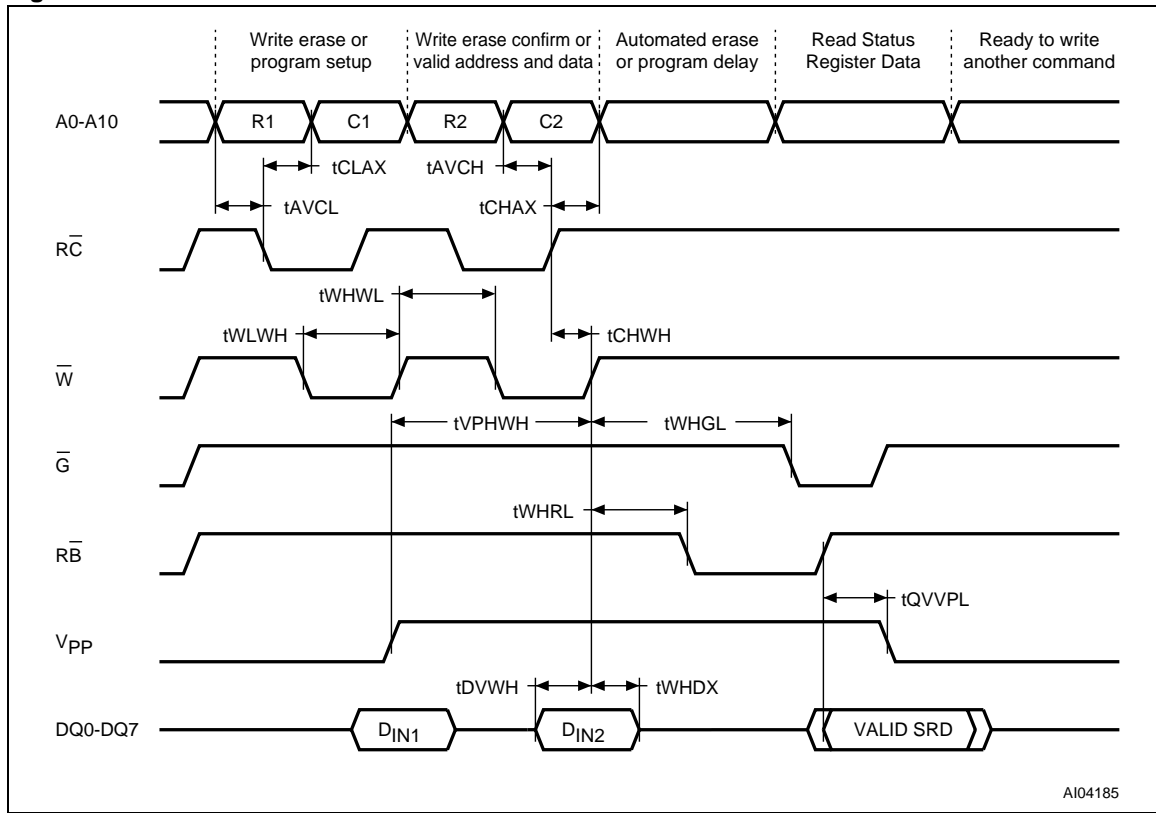 Write erase or program setup
Write erase confirm or valid address and data
Automated erase or program delay
Read Status Register Data
Ready to write another command
A0-A10
R1
C1
R2
C2
tCLAX
tAVCH
tAVCL
tCHAX
RC̅
tWHWL
tWLWH
tCHWH
W̅
tVPHWH
tWHGL
G̅
tWHRL
RB̅
tQVVPL
VPP
tDVWH
tWHDX
DQ0-DQ7
DIN1
DIN2
VALID SRD
AI04185